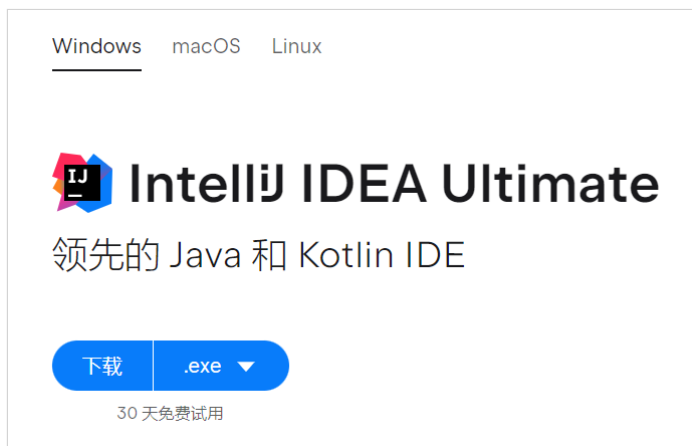 Windows macOS Linux
IJ
IntelliJ IDEA Ultimate
领先的 Java 和 Kotlin IDE
下载 .exe
30 天免费试用